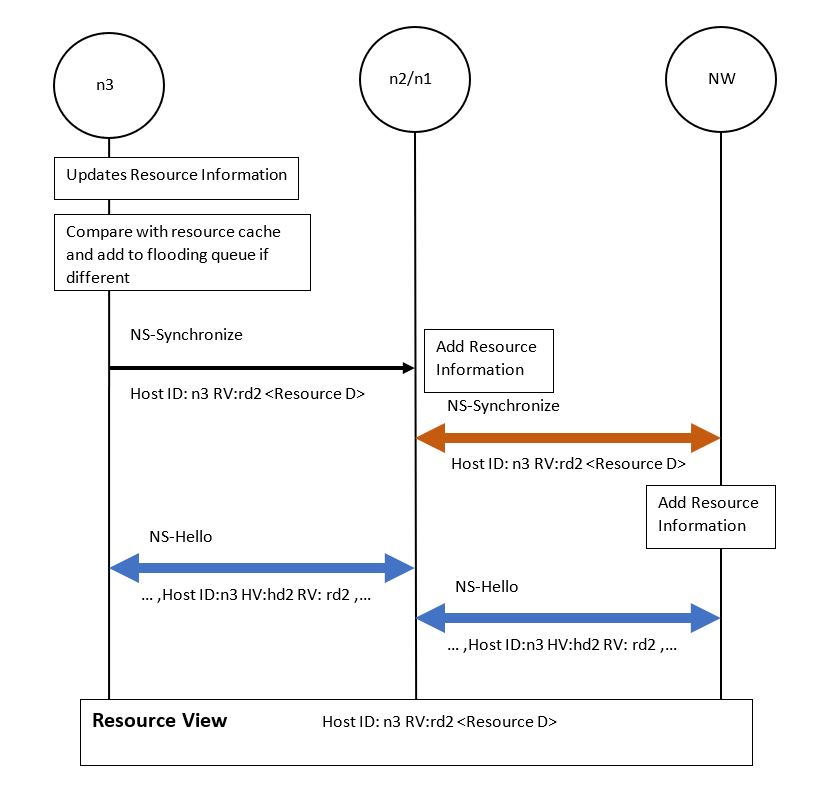 n3
n2/n1
NW
Updates Resource Information
Compare with resource cache
and add to flooding queue if
different
NS-Synchronize
Add Resource
Information
Host ID: n3 RV:rd2 <Resource D>
NS-Synchronize
Host ID: n3 RV:rd2 <Resource D>
Add Resource
Information
NS-Hello
... ,Host ID:n3 HV:hd2 RV: rd2 ,...
NS-Hello
... ,Host ID:n3 HV:hd2 RV: rd2 ,...
Resource View
Host ID: n3 RV:rd2 <Resource D>